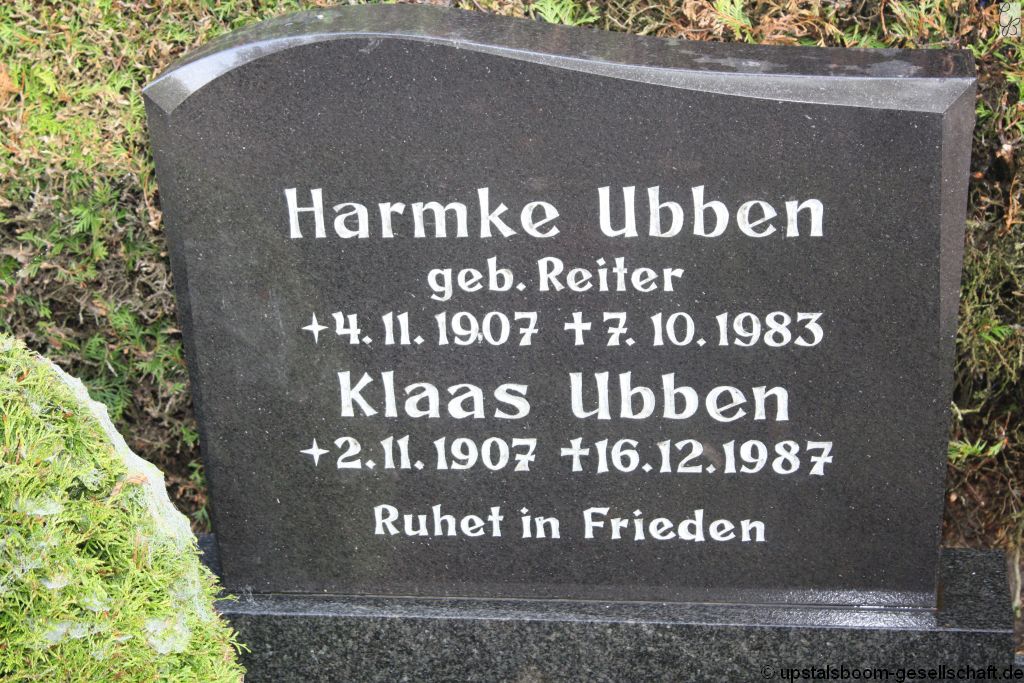 Harmke Ubben
geb. Reiter
+4.11.1907 †7.10.1983
Klaas Ubben
+2.11.1907 †16.12.1987
Ruhet in Frieden
© upstalsboom-gesellschaft.de